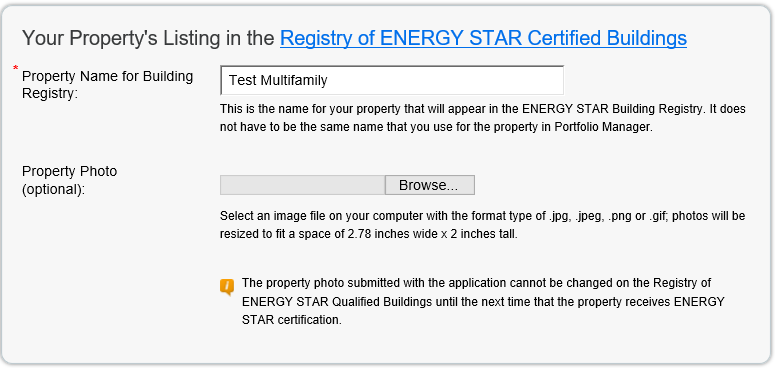 Your Property's Listing in the Registry of ENERGY STAR Certified Buildings
* Property Name for Building
Registry:
Test Multifamily
This is the name for your property that will appear in the ENERGY STAR Building Registry. It does
not have to be the same name that you use for the property in Portfolio Manager.
Property Photo
(optional):
Browse...
Select an image file on your computer with the format type of .jpg, .jpeg, .png or .gif; photos will be
resized to fit a space of 2.78 inches wide x 2 inches tall.
i The property photo submitted with the application cannot be changed on the Registry of
ENERGY STAR Qualified Buildings until the next time that the property receives ENERGY
STAR certification.